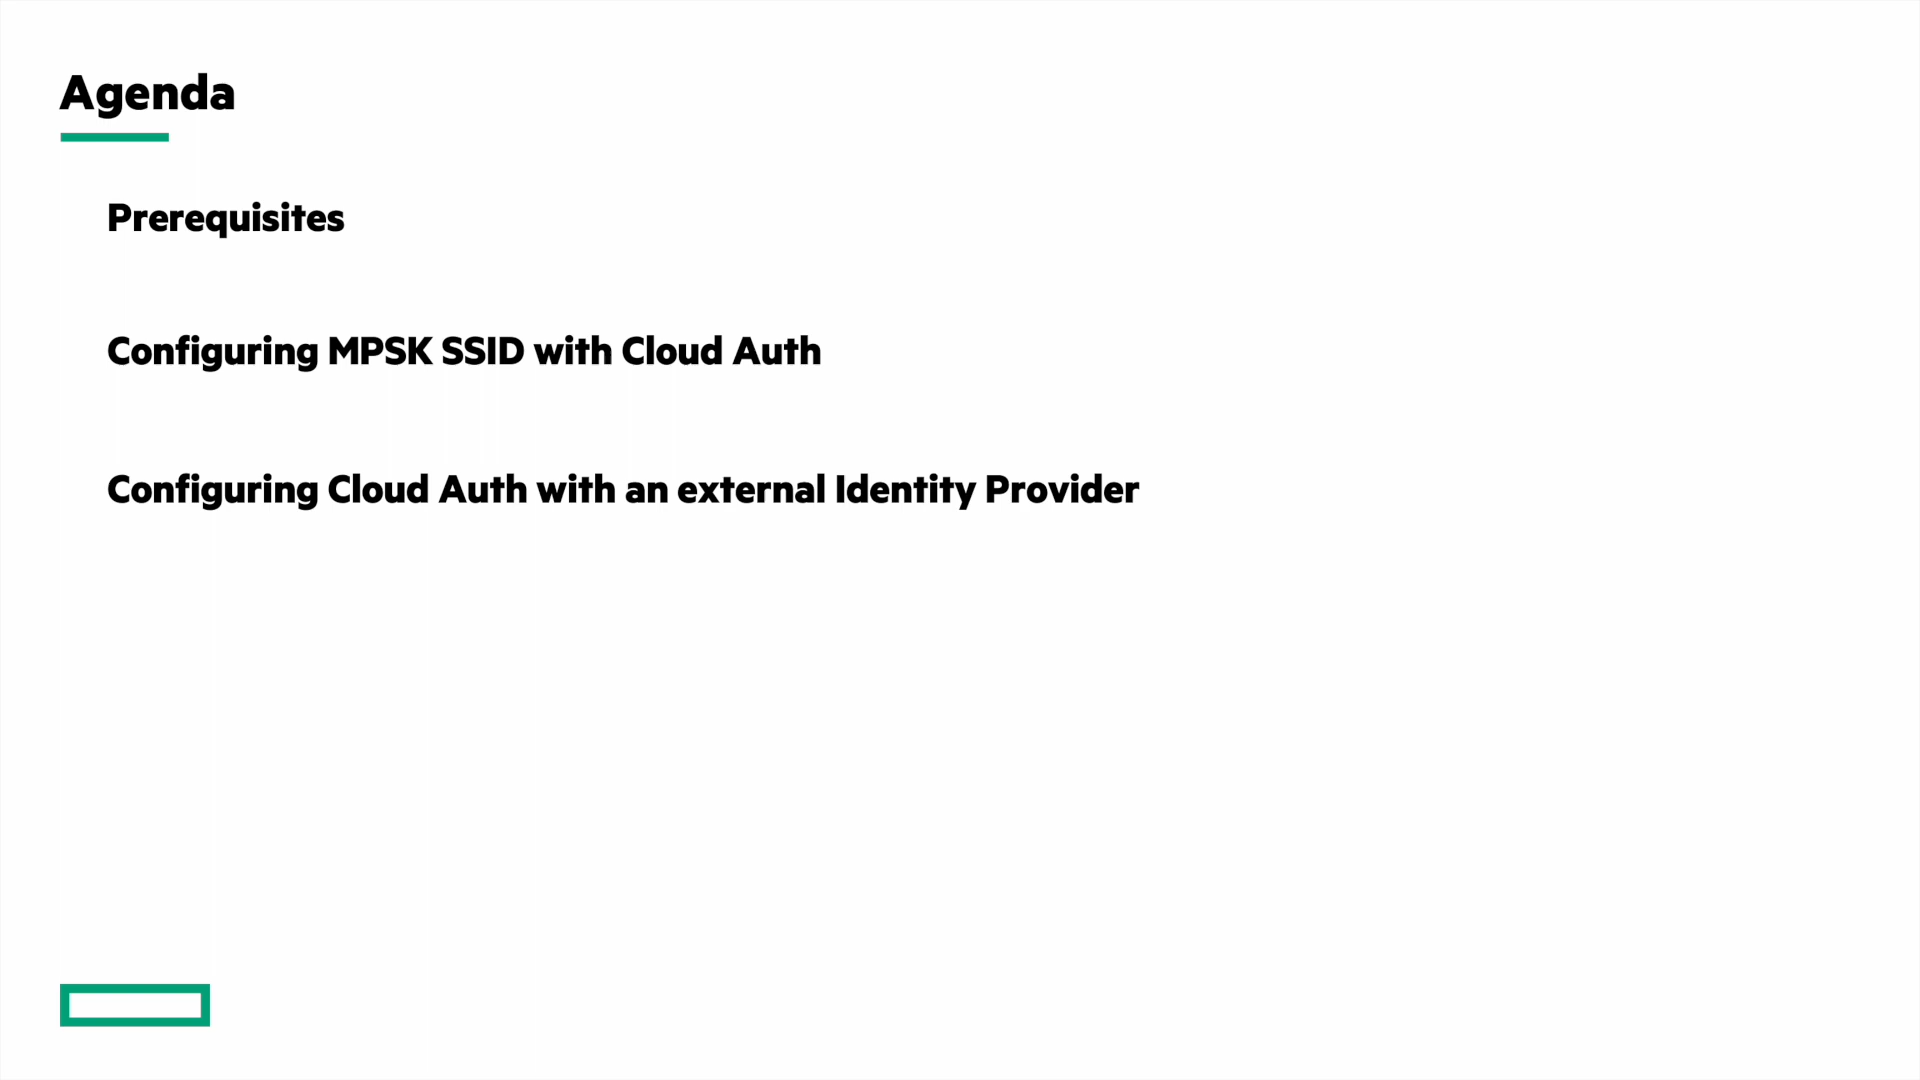 Agenda
Prerequisites
Configuring MPSK SSID with Cloud Auth
Configuring Cloud Auth with an external Identity Provider